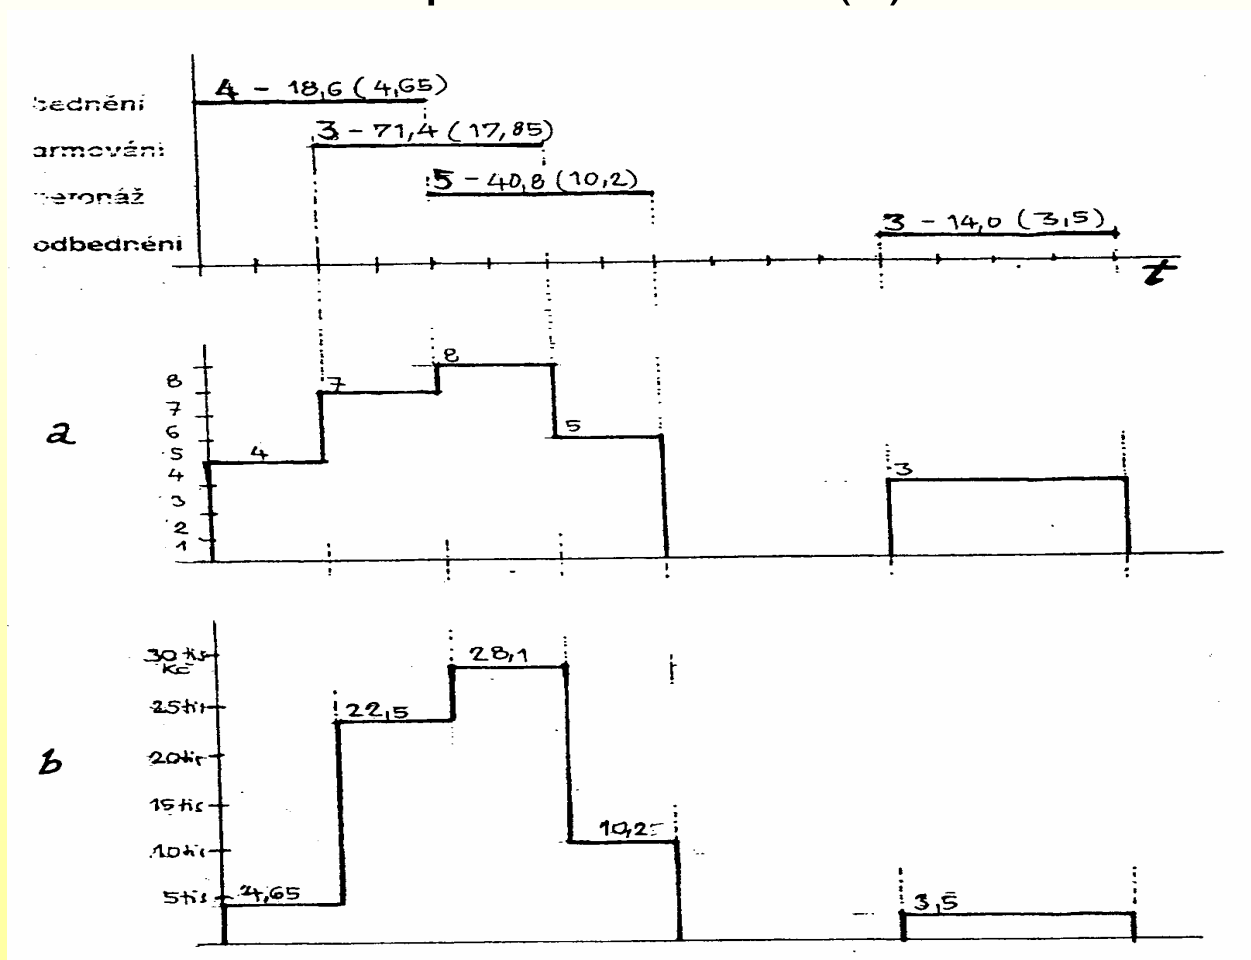 bednění 4 - 18,6 (4,65)
armování 3 - 71,4 (17,85)
5 - 40,8 (10,2)
odbednéní 3 - 14,0 (3,5)
t
a
8
7
6
5
4
3
2
1
4
7
8
5
3
b
30 tis Kč
25 tis
20 tis
15 tis
10 tis
5 tis
4,65
22,5
28,1
10,2
3,5